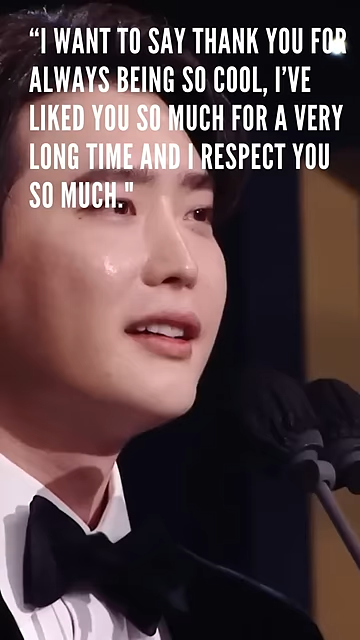 “I WANT TO SAY THANK YOU FOR
ALWAYS BEING SO COOL, I’VE
LIKED YOU SO MUCH FOR A VERY
LONG TIME AND I RESPECT YOU
SO MUCH."